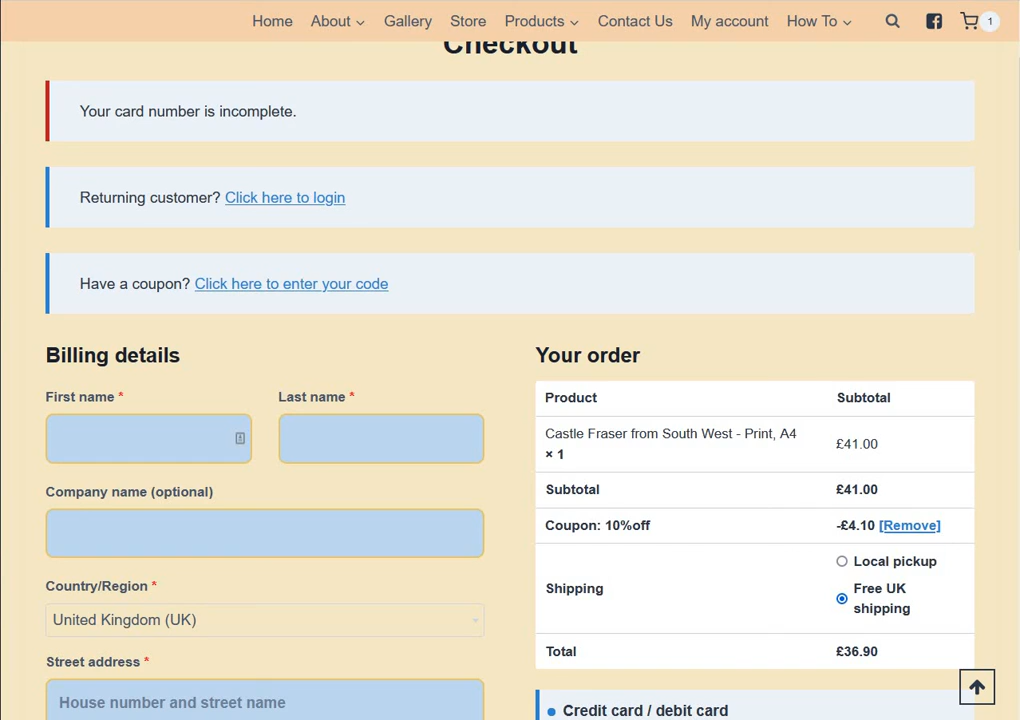 Home About Gallery Store Products Contact Us My account How To 1
Checkout
Your card number is incomplete.
Returning customer? Click here to login
Have a coupon? Click here to enter your code
Billing details
First name *
Last name *
Company name (optional)
Country/Region *
United Kingdom (UK)
Street address *
House number and street name
Your order
Product Subtotal
Castle Fraser from South West - Print, A4
× 1
£41.00
Subtotal £41.00
Coupon: 10%off -£4.10 [Remove]
Shipping
Local pickup
Free UK
shipping
Total £36.90
Credit card / debit card